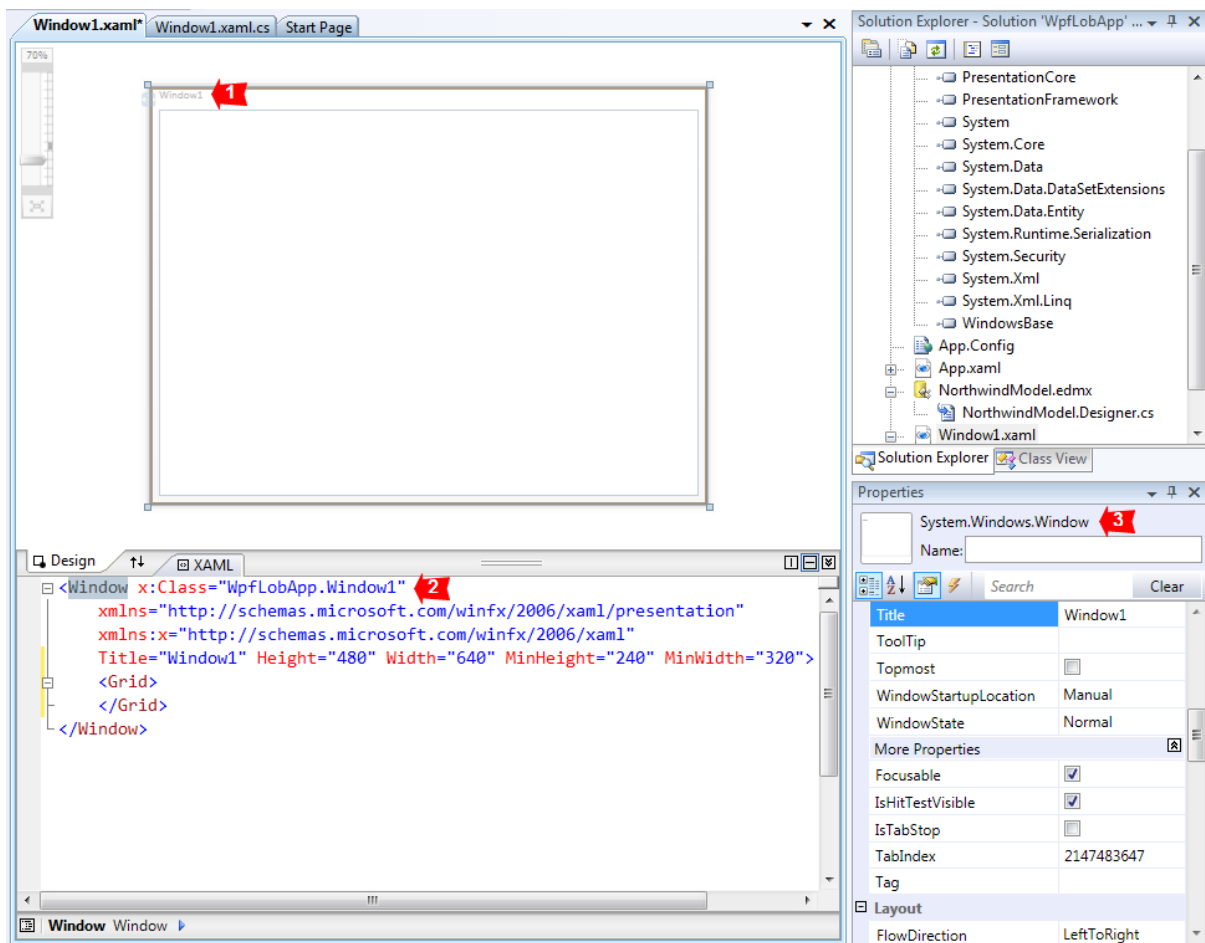 Window1.xaml* Window1.xaml.cs Start Page
70%
Window1
1
Design XAML
<Window x:Class="WpfLobApp.Window1" 2
xmlns="http://schemas.microsoft.com/winfx/2006/xaml/presentation"
xmlns:x="http://schemas.microsoft.com/winfx/2006/xaml"
Title="Window1" Height="480" Width="640" MinHeight="240" MinWidth="320">
<Grid>
</Grid>
</Window>
Window Window
Solution Explorer - Solution 'WpfLobApp' ...
PresentationCore
PresentationFramework
System
System.Core
System.Data
System.Data.DataSetExtensions
System.Data.Entity
System.Runtime.Serialization
System.Security
System.Xml
System.Xml.Linq
WindowsBase
App.Config
App.xaml
NorthwindModel.edmx
NorthwindModel.Designer.cs
Window1.xaml
Solution Explorer Class View
Properties
System.Windows.Window 3
Name:
Search Clear
Title Window1
ToolTip
Topmost
WindowStartupLocation Manual
WindowState Normal
More Properties
Focusable
IsHitTestVisible
IsTabStop
TabIndex 2147483647
Tag
Layout
FlowDirection LeftToRight